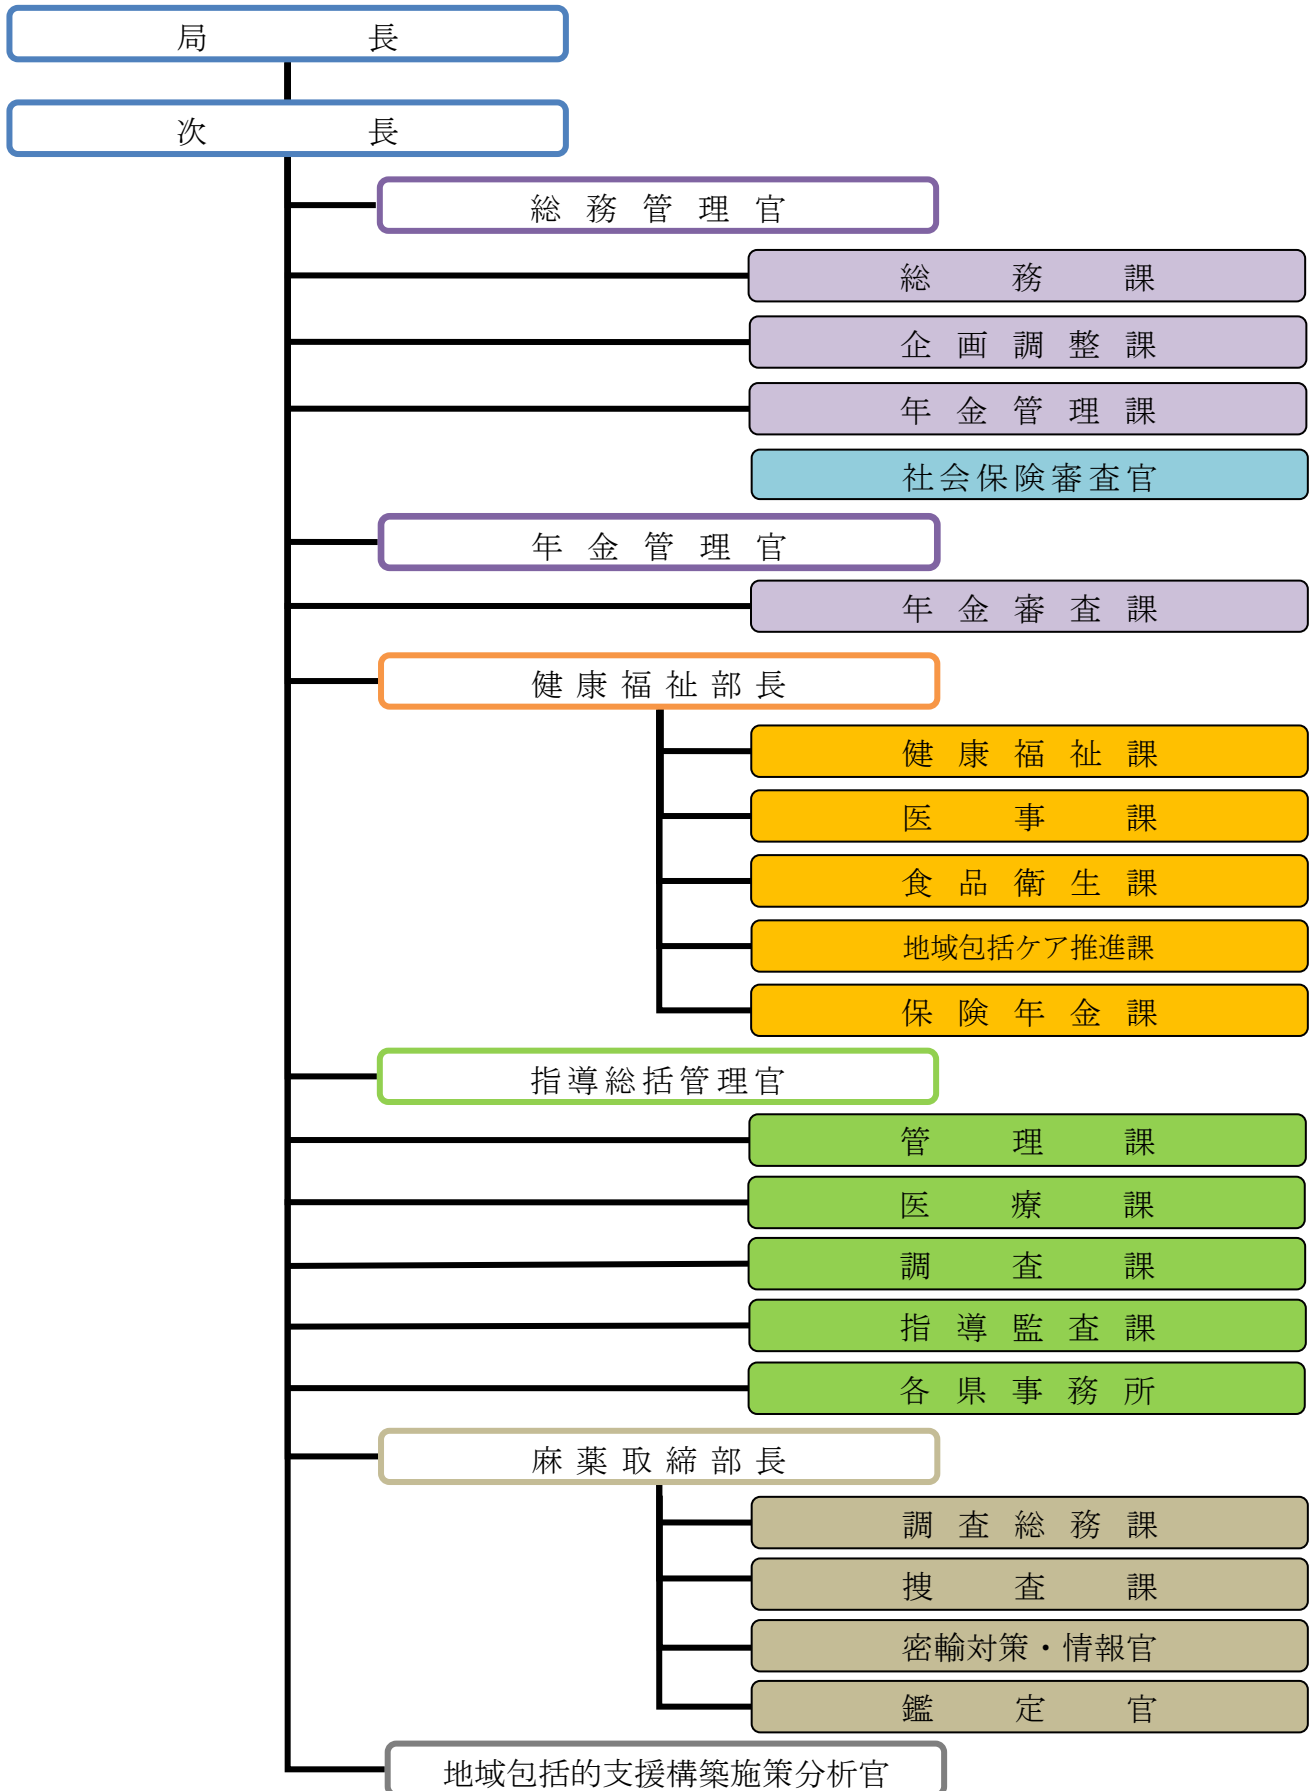 局長
次長
総務管理官
総務課
企画調整課
年金管理課
社会保険審査官
年金管理官
年金審査課
健康福祉部長
健康福祉課
医事課
食品衛生課
地域包括ケア推進課
保険年金課
指導総括管理官
管理課
医療課
調査課
指導監査課
各県事務所
麻薬取締部長
調査総務課
捜査課
密輸対策・情報官
鑑定官
地域包括的支援構築施策分析官